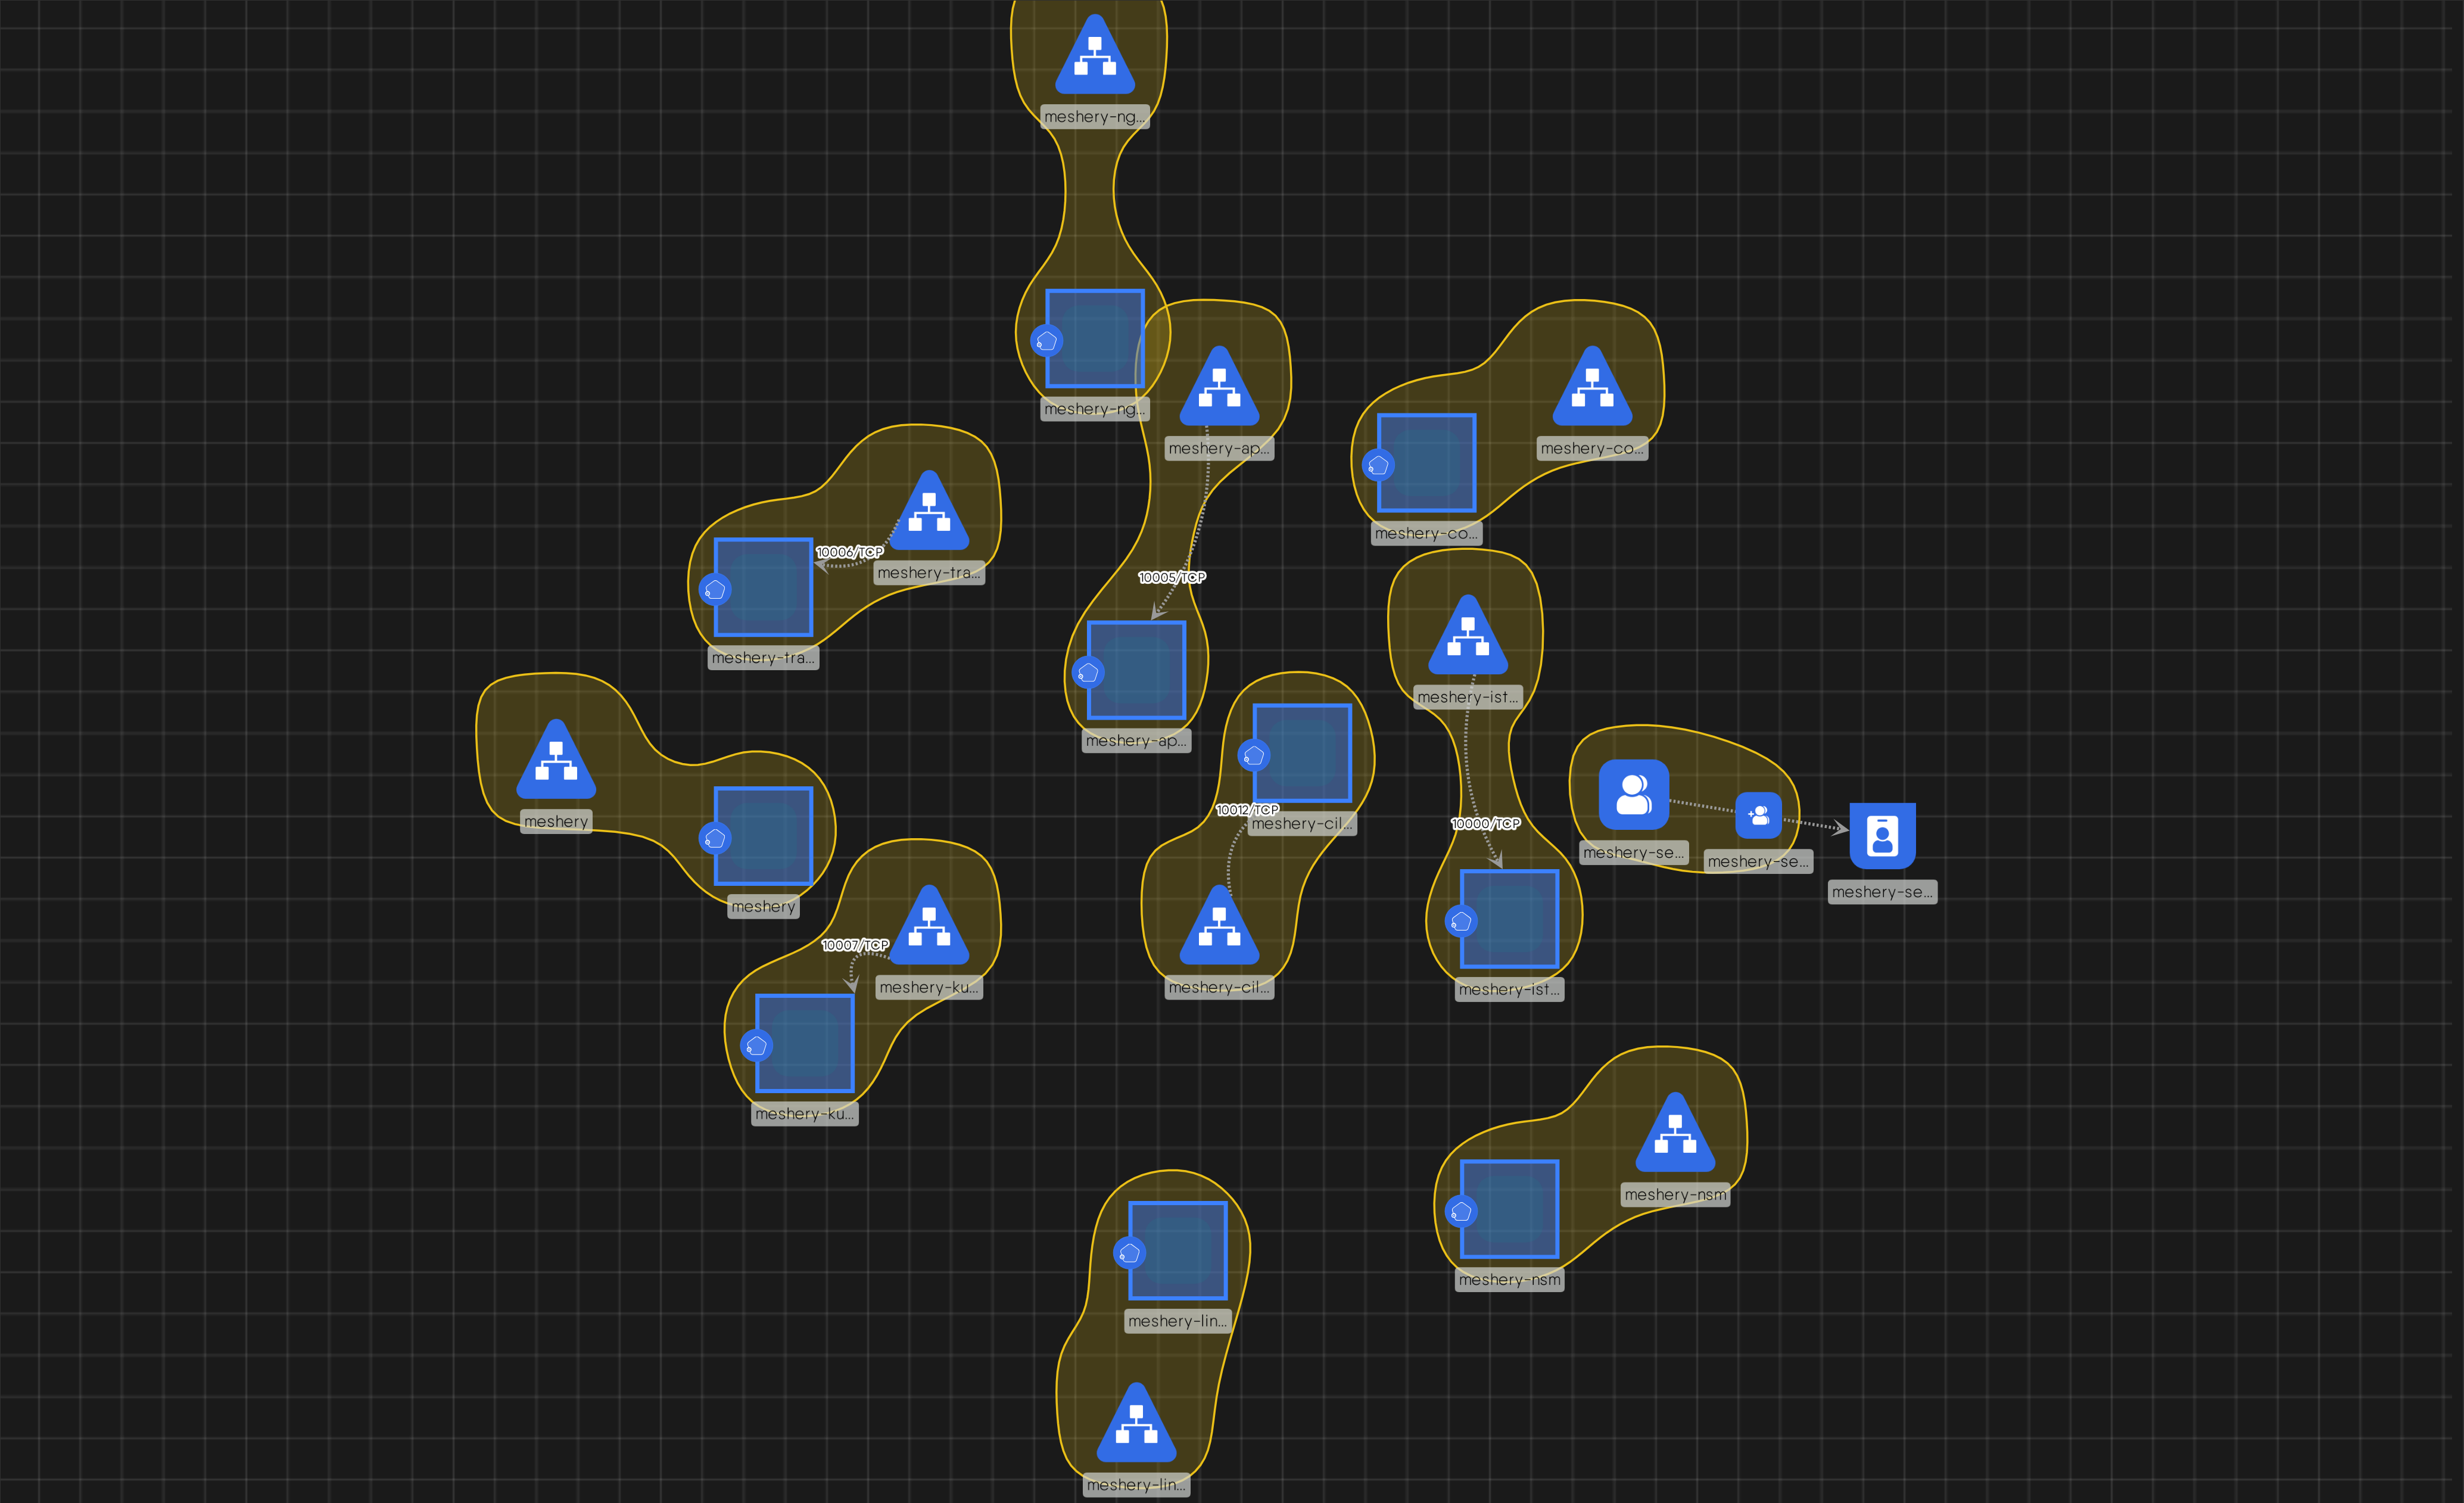 meshery-ng...
meshery-ng...
meshery-ap...
meshery-co...
meshery-co...
10006/TCP
meshery-tra...
10005/TCP
meshery-tra...
meshery-ist...
meshery-ap...
10012/TCP
meshery
meshery-cil...
10000/TCP
meshery-se...
meshery-se...
meshery-se...
meshery
10007/TCP
meshery-ku...
meshery-cil...
meshery-ist...
meshery-ku...
meshery-nsm
meshery-nsm
meshery-lin...
meshery-lin...